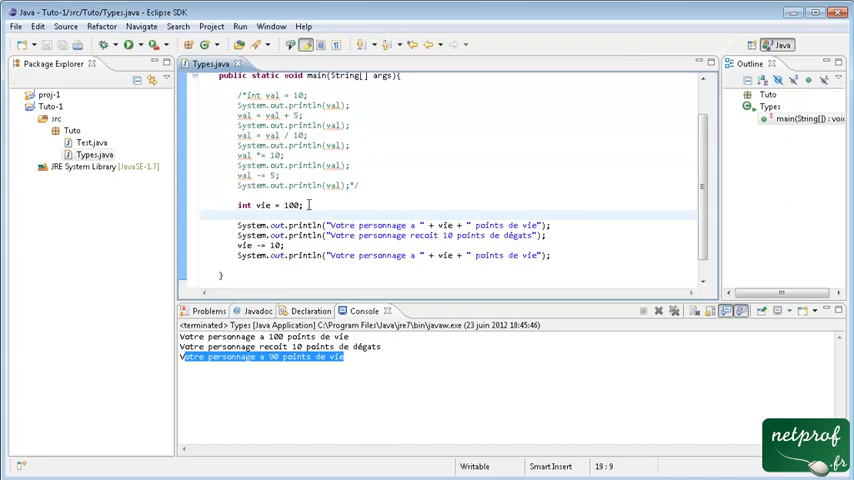 Java - Tuto-1/src/Tuto/Types.java - Eclipse SDK
File Edit Source Refactor Navigate Search Project Run Window Help
Java
Package Explorer
Types.java
Outline
proj-1
Tuto-1
src
Tuto
Test.java
Types.java
JRE System Library [JavaSE-1.7]
public static void main(String[] args){
/*int val = 10;
System.out.println(val);
val = val + 5;
System.out.println(val);
val = val / 10;
System.out.println(val);
val *= 10;
System.out.println(val);
val -= 5;
System.out.println(val);*/
int vie = 100;
System.out.println("Votre personnage a " + vie + " points de vie");
System.out.println("Votre personnage recoit 10 points de dégats");
vie -= 10;
System.out.println("Votre personnage a " + vie + " points de vie");
}
Tuto
Types
main(String[]) : voi
Problems Javadoc Declaration Console
<terminated> Types [Java Application] C:\Program Files\Java\jre7\bin\javaw.exe (23 juin 2012 18:45:46)
Votre personnage a 100 points de vie
Votre personnage recoit 10 points de dégats
Votre personnage a 90 points de vie
Writable Smart Insert 19 : 9
netprof
.fr